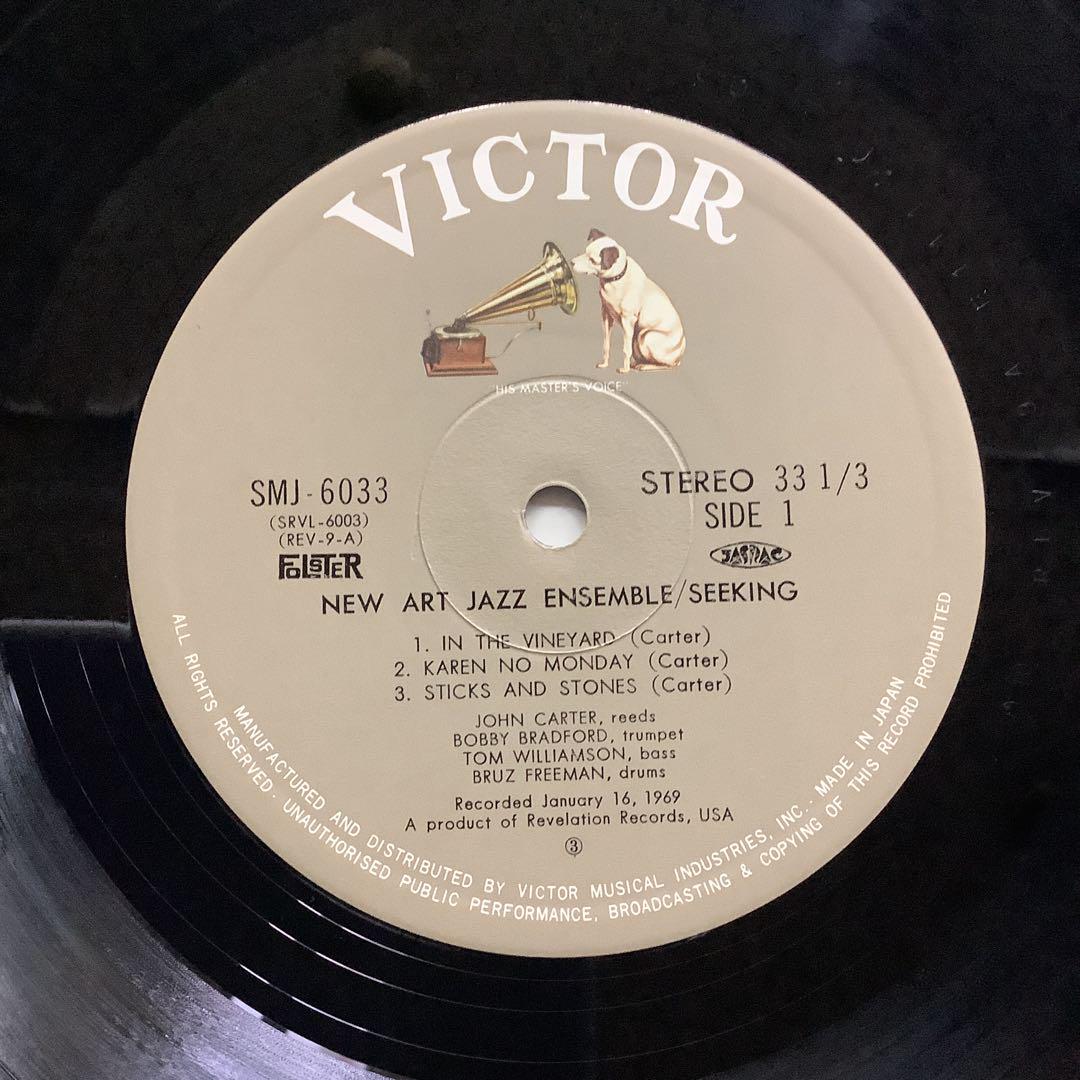 VICTOR
"HIS MASTER'S VOICE"
SMJ-6033
(SRVL-6003)
(REV-9-A)
FOLSTER
STEREO 33 1/3
SIDE 1
JASRAC
NEW ART JAZZ ENSEMBLE/SEEKING
1. IN THE VINEYARD (Carter)
2. KAREN NO MONDAY (Carter)
3. STICKS AND STONES (Carter)
JOHN CARTER, reeds
BOBBY BRADFORD, trumpet
TOM WILLIAMSON, bass
BRUZ FREEMAN, drums
Recorded January 16, 1969
A product of Revelation Records, USA
③
MANUFACTURED AND DISTRIBUTED BY VICTOR MUSICAL INDUSTRIES, INC.. MADE IN JAPAN
ALL RIGHTS RESERVED. UNAUTHORISED PUBLIC PERFORMANCE, BROADCASTING & COPYING OF THIS RECORD PROHIBITED